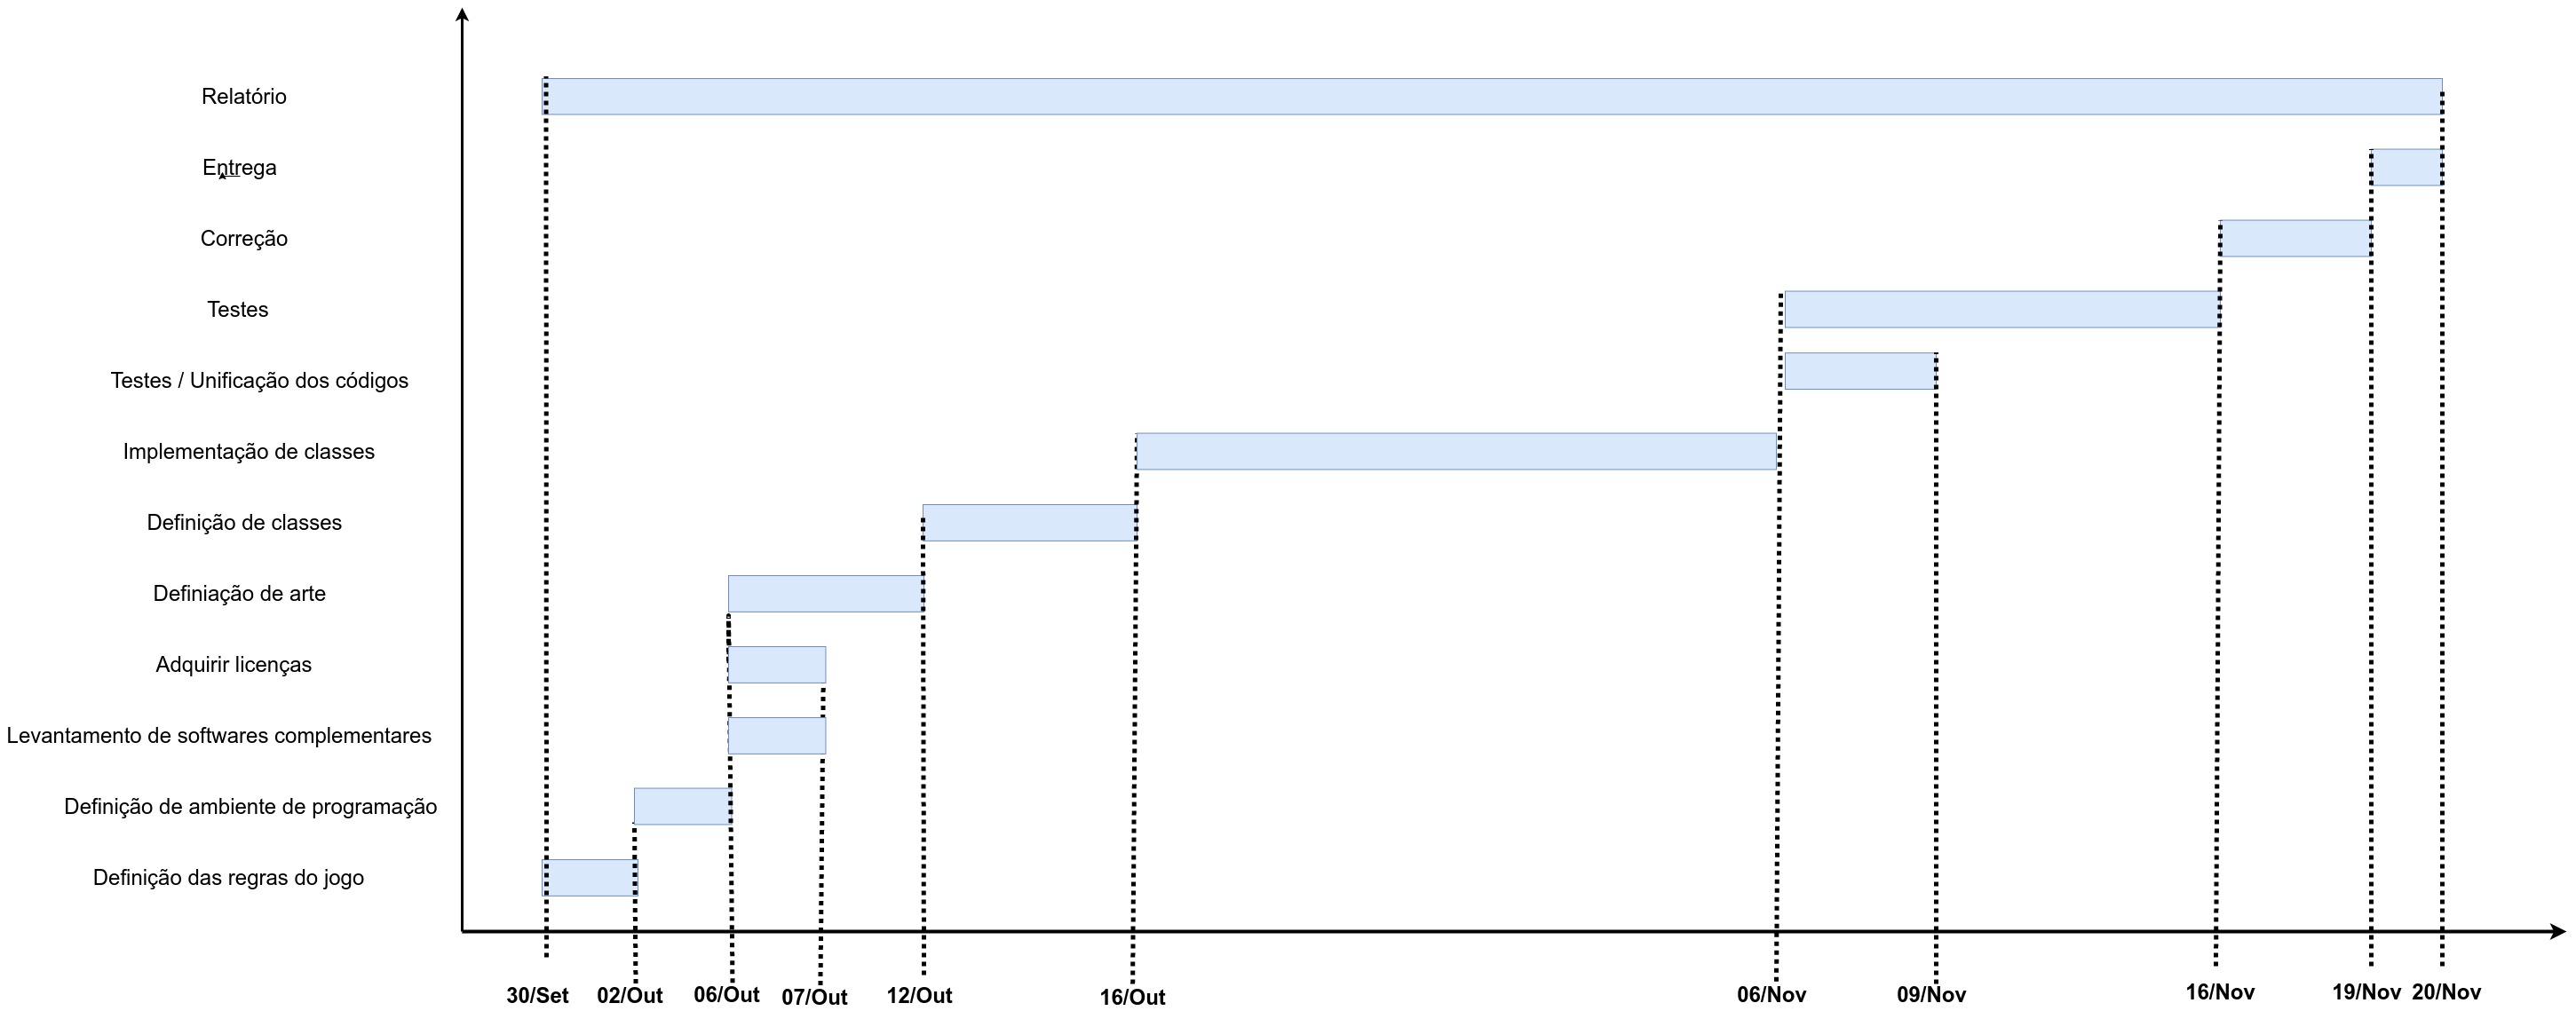 Relatório
Entrega
Correção
Testes
Testes / Unificação dos códigos
Implementação de classes
Definição de classes
Definiação de arte
Adquirir licenças
Levantamento de softwares complementares
Definição de ambiente de programação
Definição das regras do jogo
30/Set 02/Out 06/Out 07/Out 12/Out 16/Out 06/Nov 09/Nov 16/Nov 19/Nov 20/Nov